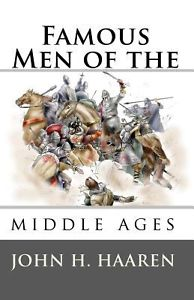 Famous
Men of the
MIDDLE AGES
JOHN H. HAAREN